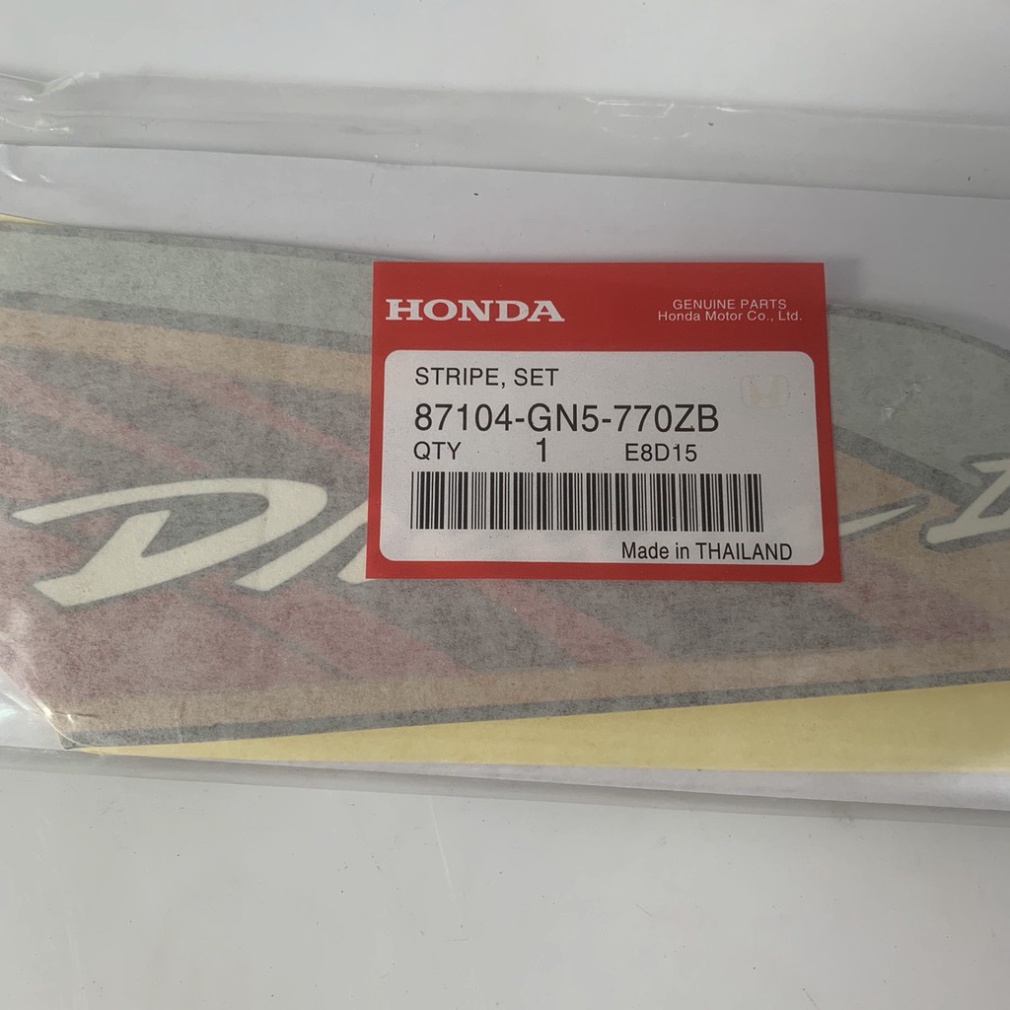 HONDA
GENUINE PARTS
Honda Motor Co., Ltd.
STRIPE, SET
87104-GN5-770ZB
QTY 1 E8D15
Made in THAILAND